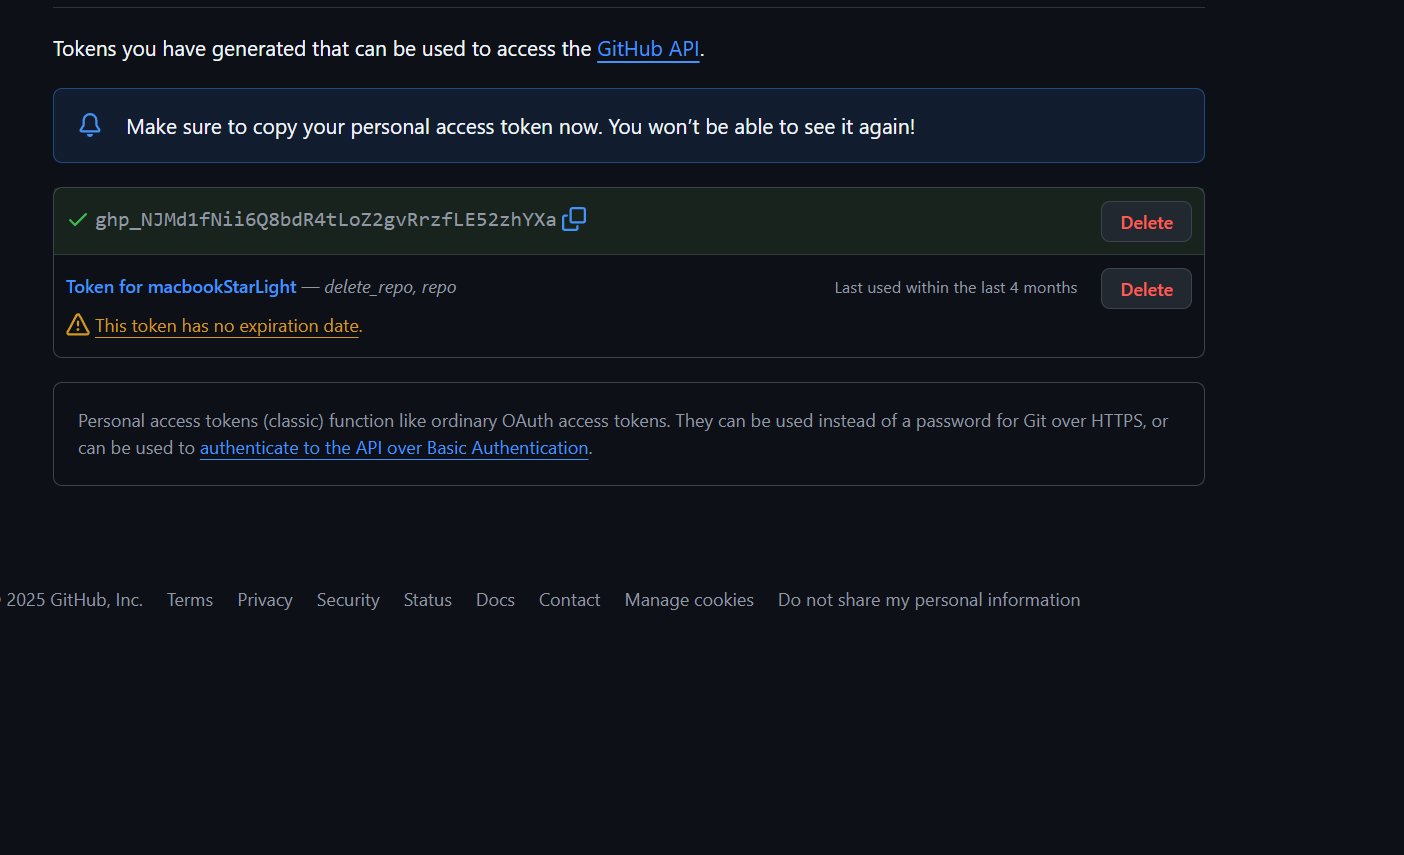 Tokens you have generated that can be used to access the GitHub API.
Make sure to copy your personal access token now. You won’t be able to see it again!
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
Delete
Token for macbookStarLight — delete_repo, repo
Last used within the last 4 months
Delete
This token has no expiration date.
Personal access tokens (classic) function like ordinary OAuth access tokens. They can be used instead of a password for Git over HTTPS, or
can be used to authenticate to the API over Basic Authentication.
2025 GitHub, Inc. Terms Privacy Security Status Docs Contact Manage cookies Do not share my personal information